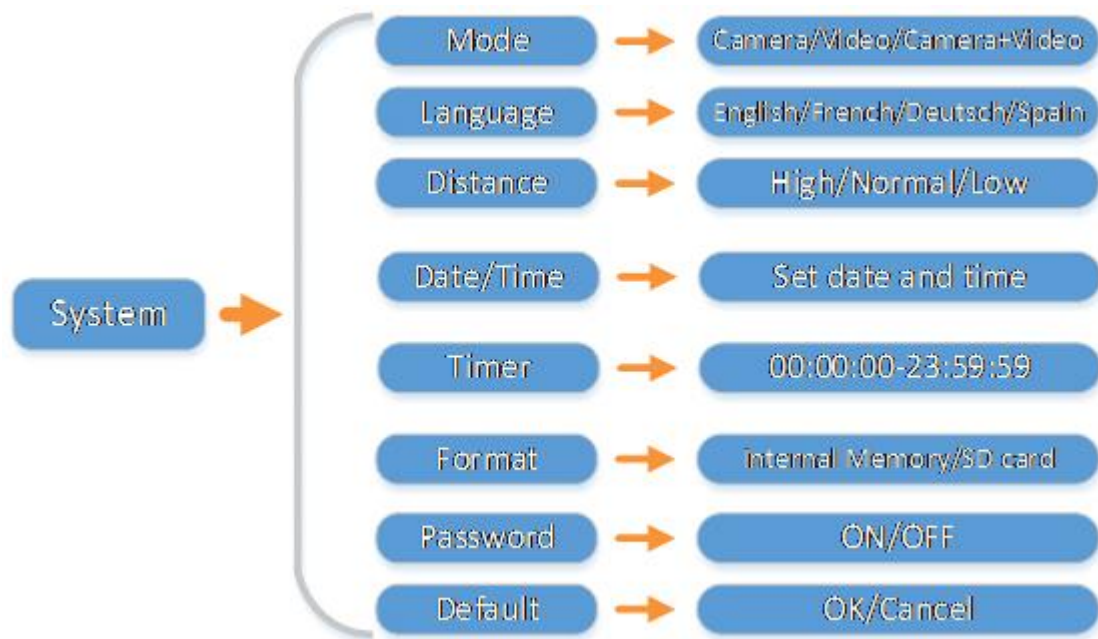 Mode
Camera/Video/Camera+Video
Language
English/French/Deutsch/Spain
Distance
High/Normal/Low
Date/Time
Set date and time
System
Timer
00:00:00-23:59:59
Format
internal Memory/SD card
Password
ON/OFF
Default
OK/Cancel